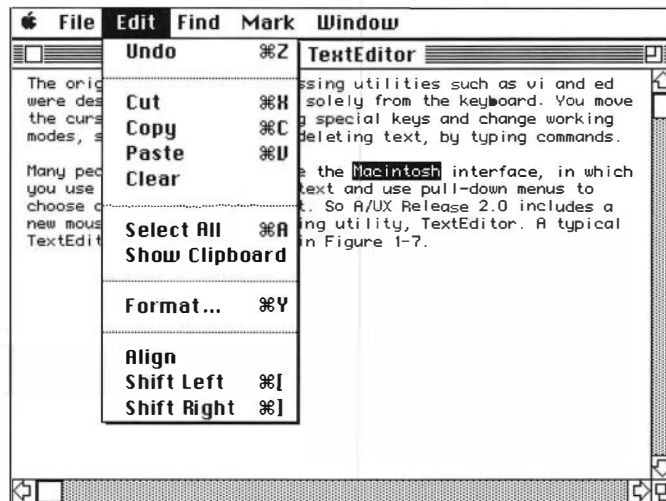 File Edit Find Mark Window
TextEditor
Undo ⌘Z
Cut ⌘X
Copy ⌘C
Paste ⌘V
Clear
Select All ⌘A
Show Clipboard
Format... ⌘Y
Align
Shift Left ⌘[
Shift Right ⌘]
The orig ssing utilities such as vi and ed
were des solely from the keyboard. You move
the curs g special keys and change working
modes, s deleting text, by typing commands.
Many peo e the Macintosh interface, in which
you use text and use pull-down menus to
choose c t. So A/UX Release 2.0 includes a
new mous ing utility, TextEditor. A typical
TextEdit in Figure 1-7.